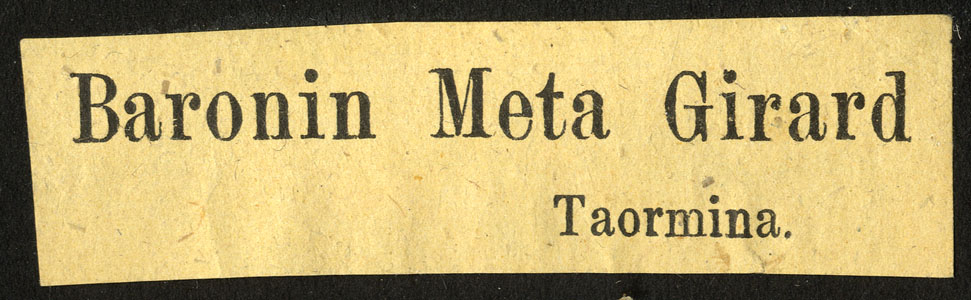 Baronin Meta Girard
Taormina.